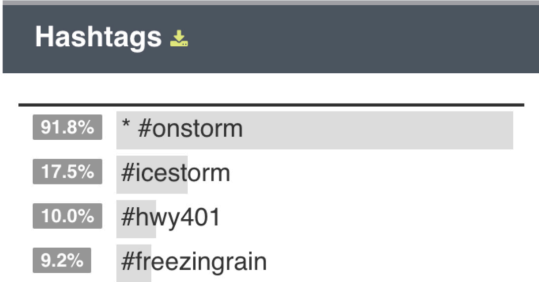 Hashtags
91.8% * #onstorm
17.5% #icestorm
10.0% #hwy401
9.2% #freezingrain